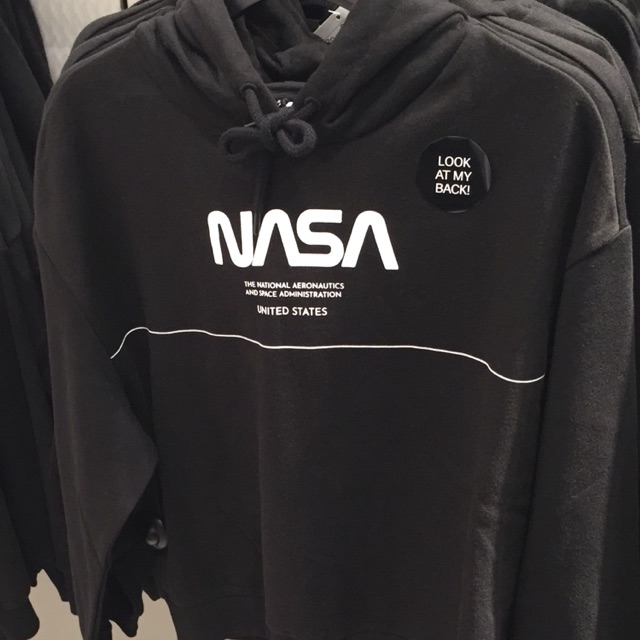 LOOK
AT MY
BACK!
NASA
THE NATIONAL AERONAUTICS
AND SPACE ADMINISTRATION
UNITED STATES